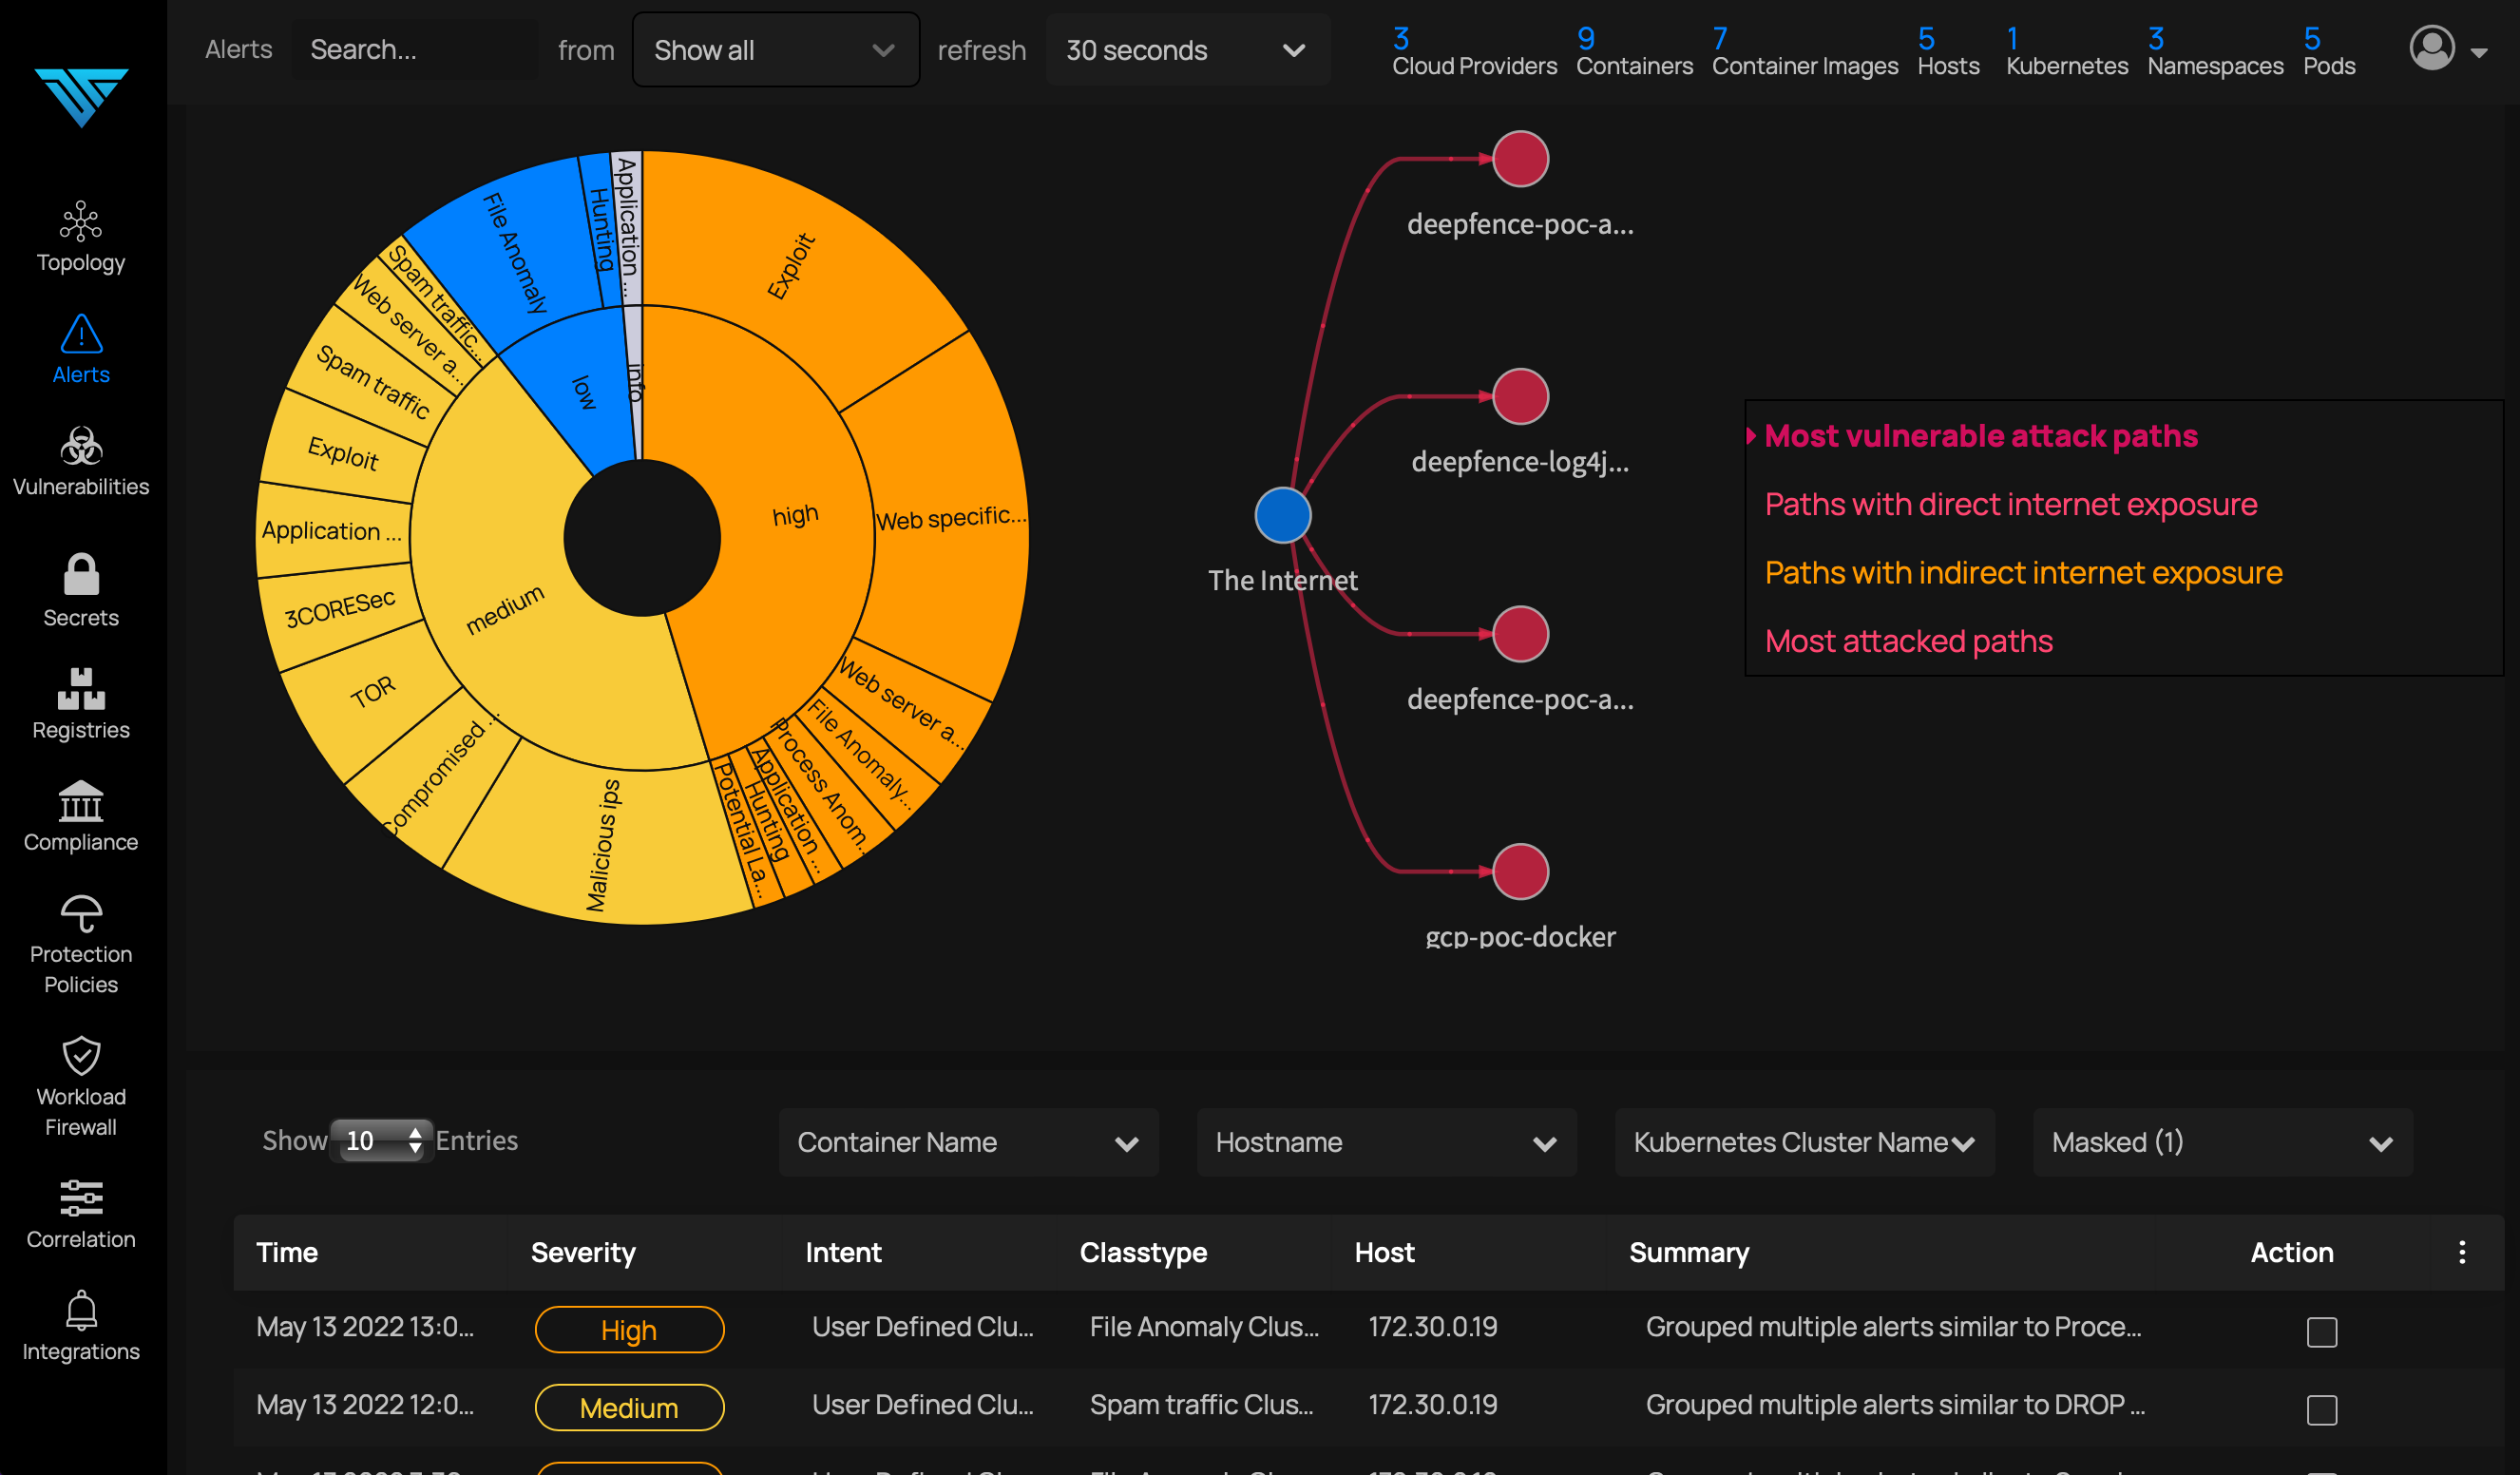 Alerts Search... from Show all refresh 30 seconds
3 Cloud Providers
9 Containers
7 Container Images
5 Hosts
1 Kubernetes
3 Namespaces
5 Pods
Topology
Alerts
Vulnerabilities
Secrets
Registries
Compliance
Protection
Policies
Workload
Firewall
Correlation
Integrations
Exploit
Web specific...
Web server a...
File Anomaly...
Process Anom...
Application ...
Hunting
Potential La...
high
Malicious ips
Compromised ...
TOR
3CORESec
Application ...
Exploit
Spam traffic
Web server a...
Spam traffic...
medium
File Anomaly
Hunting
low
Application ...
info
The Internet
deepfence-poc-a...
deepfence-log4j...
deepfence-poc-a...
gcp-poc-docker
Most vulnerable attack paths
Paths with direct internet exposure
Paths with indirect internet exposure
Most attacked paths
Show 10 Entries
Container Name
Hostname
Kubernetes Cluster Name
Masked (1)
Time Severity Intent Classtype Host Summary Action
May 13 2022 13:0... High User Defined Clu... File Anomaly Clus... 172.30.0.19 Grouped multiple alerts similar to Proce...
May 13 2022 12:0... Medium User Defined Clu... Spam traffic Clus... 172.30.0.19 Grouped multiple alerts similar to DROP ...